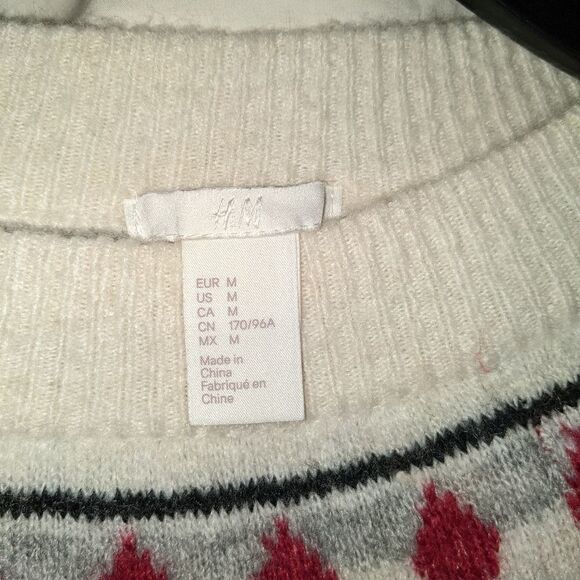 H&M
EUR M
US M
CA M
CN 170/96A
MX M
Made in
China
Fabriqué en
Chine